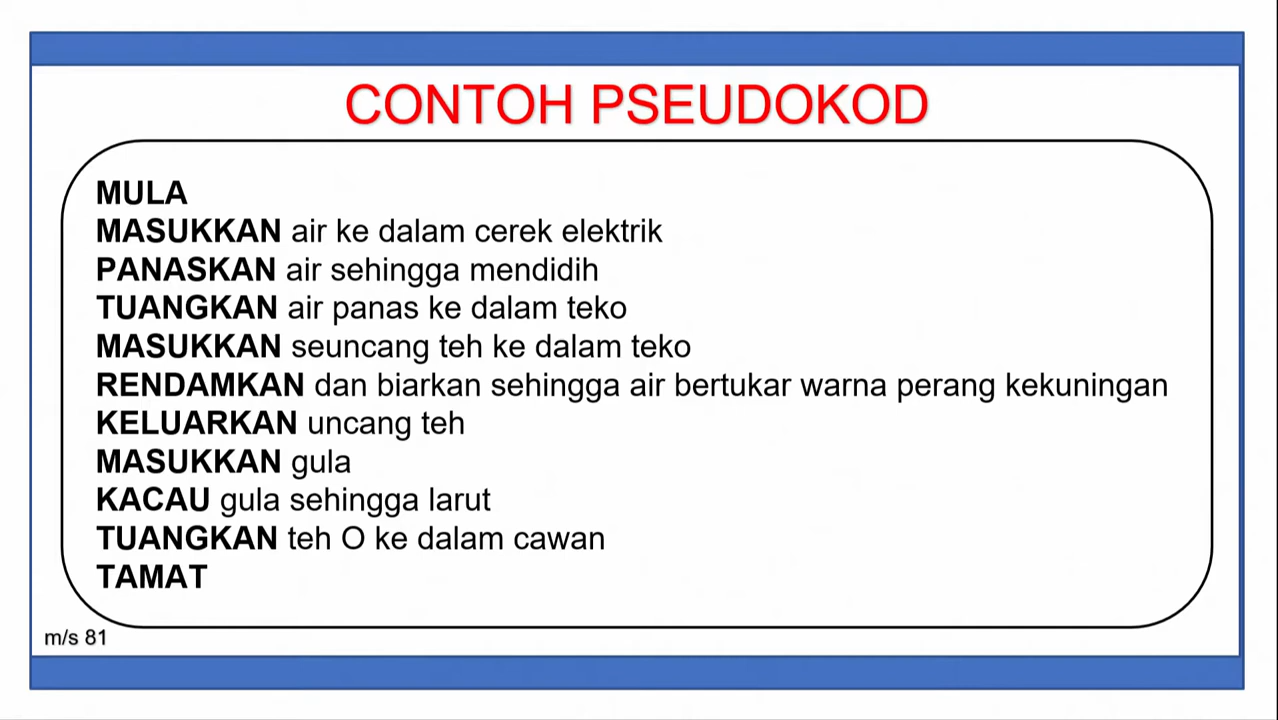 CONTOH PSEUDOKOD
MULA
MASUKKAN air ke dalam cerek elektrik
PANASKAN air sehingga mendidih
TUANGKAN air panas ke dalam teko
MASUKKAN seuncang teh ke dalam teko
RENDAMKAN dan biarkan sehingga air bertukar warna perang kekuningan
KELUARKAN uncang teh
MASUKKAN gula
KACAU gula sehingga larut
TUANGKAN teh O ke dalam cawan
TAMAT
m/s 81